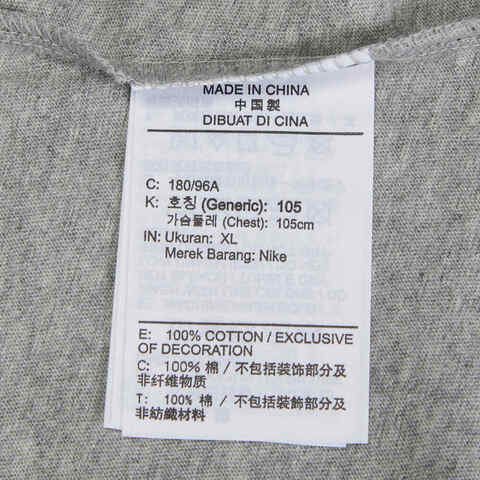 MADE IN CHINA
中国製
DIBUAT DI CINA
C: 180/96A
K: 호칭 (Generic): 105
가슴둘레 (Chest): 105cm
IN: Ukuran: XL
Merek Barang: Nike
E: 100% COTTON / EXCLUSIVE
OF DECORATION
C: 100% 棉 / 不包括装饰部分及
非纤维物质
T: 100% 棉 / 不包括裝飾部分及
非紡織材料